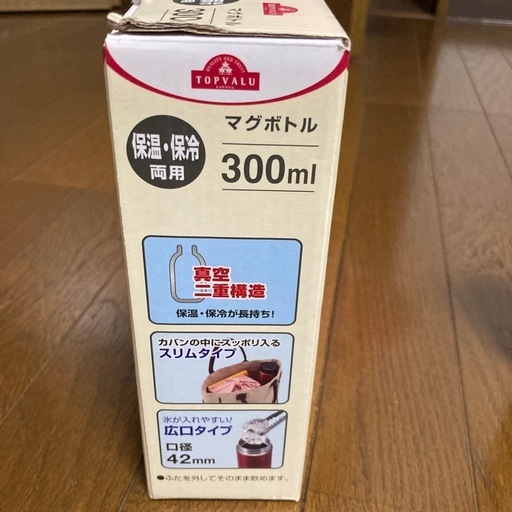 QUALITY AND TRUST
TOPVALU
マグボトル
保温・保冷
両用
300ml
真空
二重構造
保温・保冷が長持ち!
カバンの中にスッポリ入る
スリムタイプ
氷が入れやすい!
広口タイプ
口径
42mm
●ふたを外してそのまま飲めます。